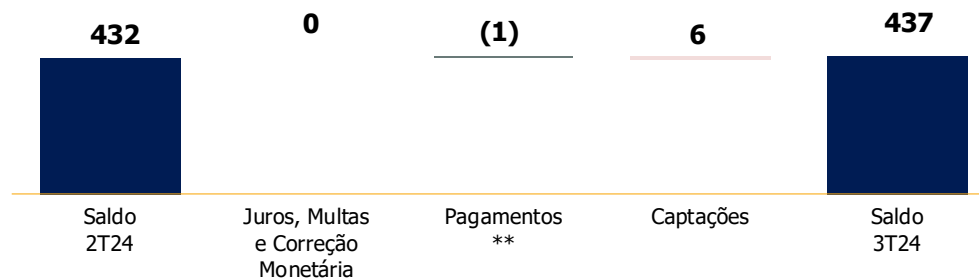 432
0
(1)
6
437
Saldo
2T24
Juros, Multas
e Correção
Monetária
Pagamentos
**
Captações
Saldo
3T24